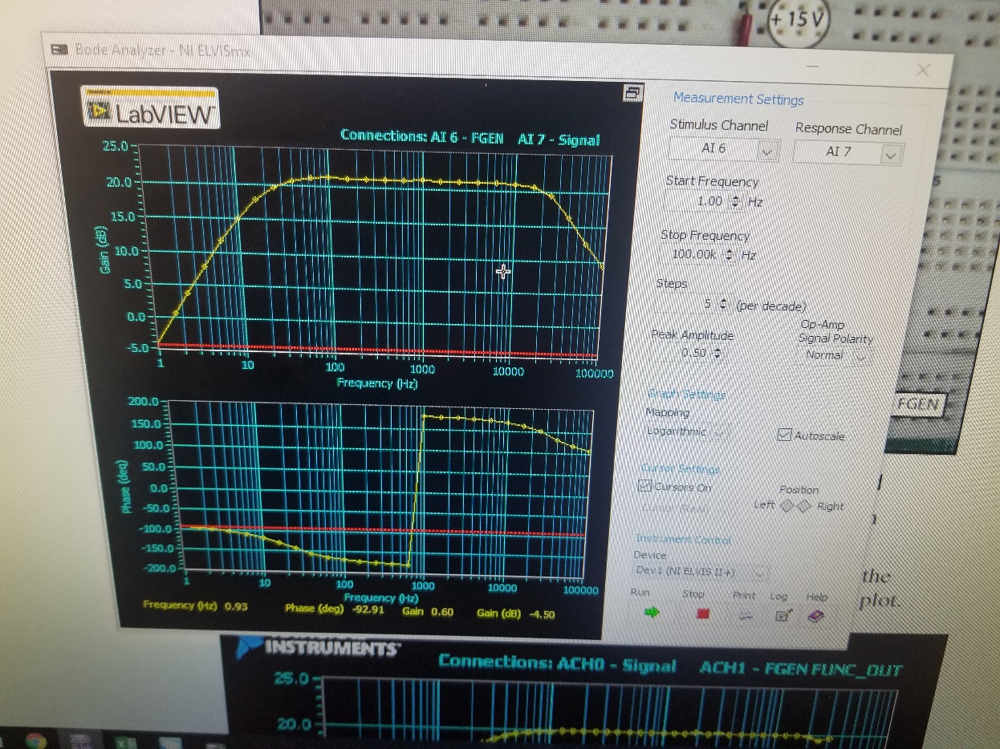 + 15 V
Bode Analyzer - NI ELVISmx
LabVIEW
Connections: AI 6 - FGEN AI 7 - Signal
25.0
20.0
15.0
10.0
5.0
0.0
-5.0
Gain (dB)
1 10 100 1000 10000 100000
Frequency (Hz)
200.0
150.0
100.0
50.0
0.0
-50.0
-100.0
-150.0
-200.0
Phase (deg)
1 10 100 1000 10000 100000
Frequency (Hz)
Frequency (Hz) 0.93 Phase (deg) -92.91 Gain 0.60 Gain (dB) -4.50
Measurement Settings
Stimulus Channel Response Channel
AI 6 AI 7
Start Frequency
1.00 Hz
Stop Frequency
100.00k Hz
Steps
5 (per decade)
Peak Amplitude
0.50
Op-Amp
Signal Polarity
Normal
Graph Settings
Mapping
Logarithmic Autoscale
Cursor Settings
Cursors On
Position
Left Right
Instrument Control
Device
Dev1 (NI ELVIS II+)
Run Stop Print Log Help
FGEN
the
plot.
INSTRUMENTS
Connections: ACH0 - Signal ACH1 - FGEN FUNC_OUT
25.0
20.0